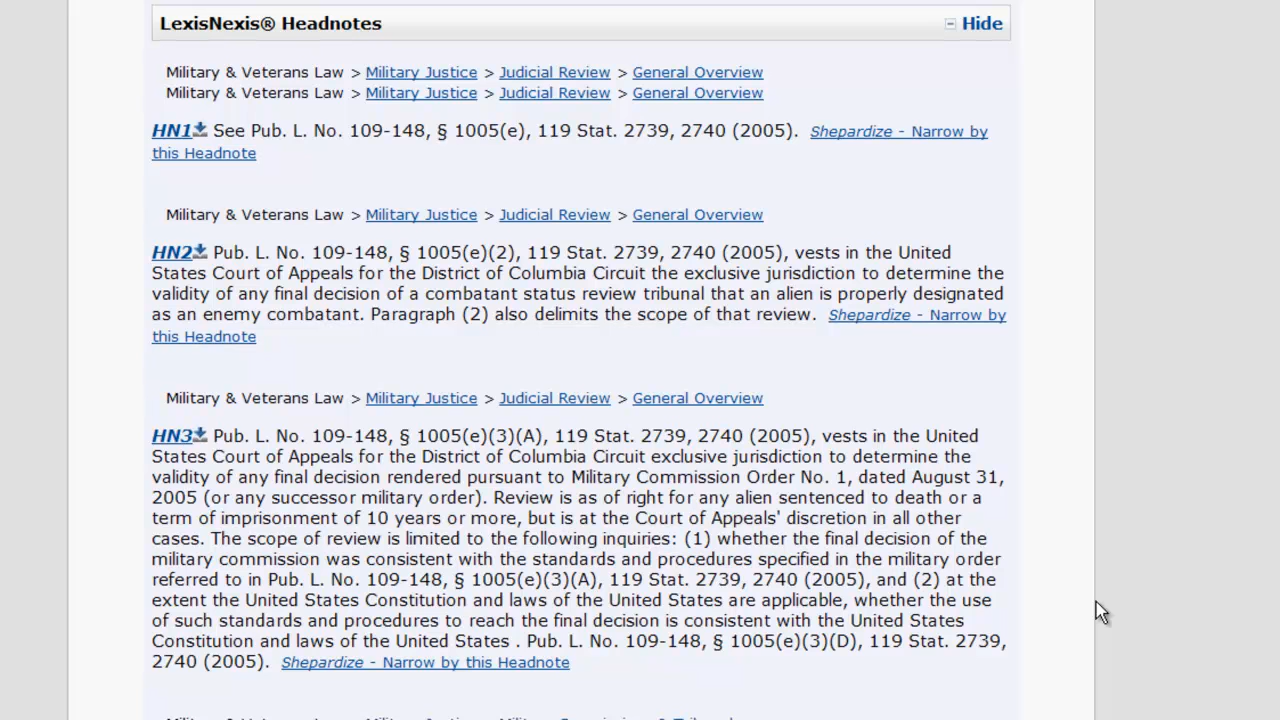 LexisNexis® Headnotes
Hide
Military & Veterans Law > Military Justice > Judicial Review > General Overview
Military & Veterans Law > Military Justice > Judicial Review > General Overview
HN1 See Pub. L. No. 109-148, § 1005(e), 119 Stat. 2739, 2740 (2005). Shepardize - Narrow by
this Headnote
Military & Veterans Law > Military Justice > Judicial Review > General Overview
HN2 Pub. L. No. 109-148, § 1005(e)(2), 119 Stat. 2739, 2740 (2005), vests in the United
States Court of Appeals for the District of Columbia Circuit the exclusive jurisdiction to determine the
validity of any final decision of a combatant status review tribunal that an alien is properly designated
as an enemy combatant. Paragraph (2) also delimits the scope of that review. Shepardize - Narrow by
this Headnote
Military & Veterans Law > Military Justice > Judicial Review > General Overview
HN3 Pub. L. No. 109-148, § 1005(e)(3)(A), 119 Stat. 2739, 2740 (2005), vests in the United
States Court of Appeals for the District of Columbia Circuit exclusive jurisdiction to determine the
validity of any final decision rendered pursuant to Military Commission Order No. 1, dated August 31,
2005 (or any successor military order). Review is as of right for any alien sentenced to death or a
term of imprisonment of 10 years or more, but is at the Court of Appeals' discretion in all other
cases. The scope of review is limited to the following inquiries: (1) whether the final decision of the
military commission was consistent with the standards and procedures specified in the military order
referred to in Pub. L. No. 109-148, § 1005(e)(3)(A), 119 Stat. 2739, 2740 (2005), and (2) at the
extent the United States Constitution and laws of the United States are applicable, whether the use
of such standards and procedures to reach the final decision is consistent with the United States
Constitution and laws of the United States . Pub. L. No. 109-148, § 1005(e)(3)(D), 119 Stat. 2739,
2740 (2005). Shepardize - Narrow by this Headnote